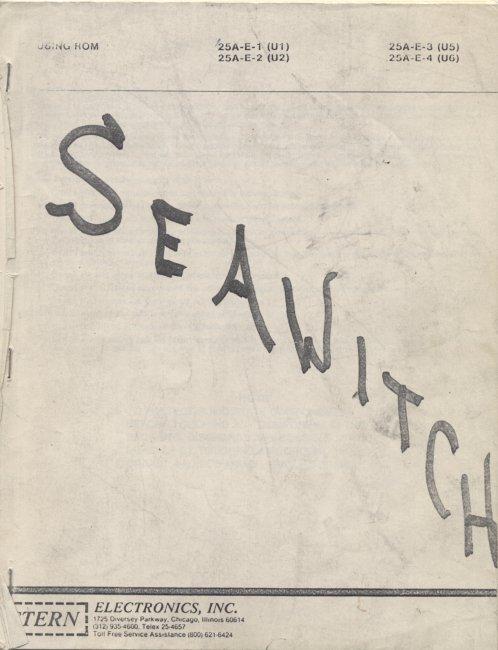 USING ROM 25A-E-1 (U1) 25A-E-3 (U5)
25A-E-2 (U2) 25A-E-4 (U6)
SEAWITCH
TERN ELECTRONICS, INC.
1725 Diversey Parkway, Chicago, Illinois 60614
(312) 935-4600, Telex 25-4657
Toll Free Service Assistance (800) 621-6424